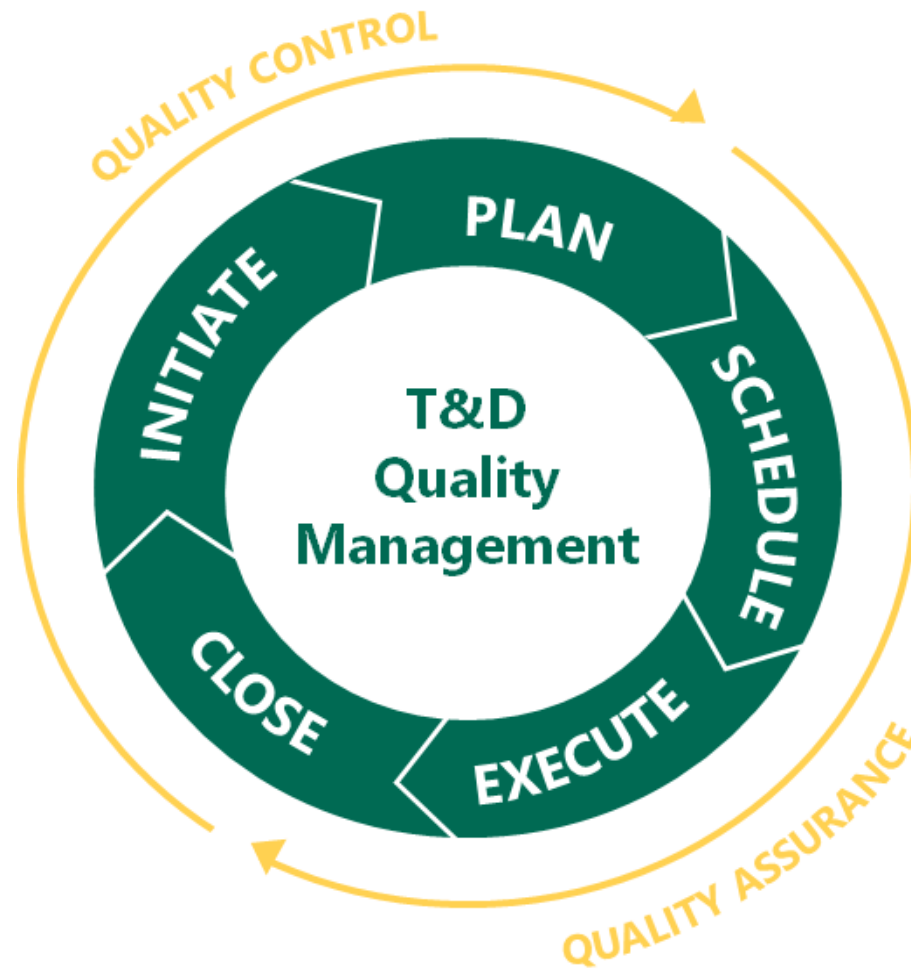 QUALITY CONTROL
PLAN
INITIATE
SCHEDULE
T&D
Quality
Management
CLOSE
EXECUTE
QUALITY ASSURANCE